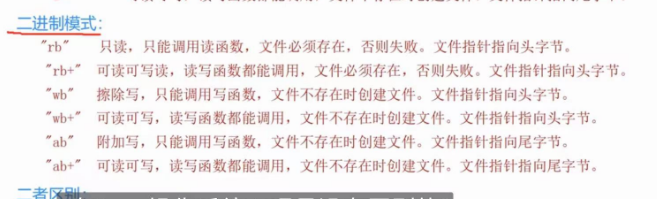 二进制模式：
"rb" 只读，只能调用读函数，文件必须存在，否则失败。文件指针指向头字节。
"rb+" 可读可写读，读写函数都能调用，文件必须存在，否则失败。文件指针指向头字节。
"wb" 擦除写，只能调用写函数，文件不存在时创建文件。文件指针指向头字节。
"wb+" 可读可写，读写函数都能调用，文件不存在时创建文件。文件指针指向头字节。
"ab" 附加写，只能调用写函数，文件不存在时创建文件。文件指针指向尾字节。
"ab+" 可读可写，读写函数都能调用，文件不存在时创建文件。文件指针指向尾字节。
二者区别：